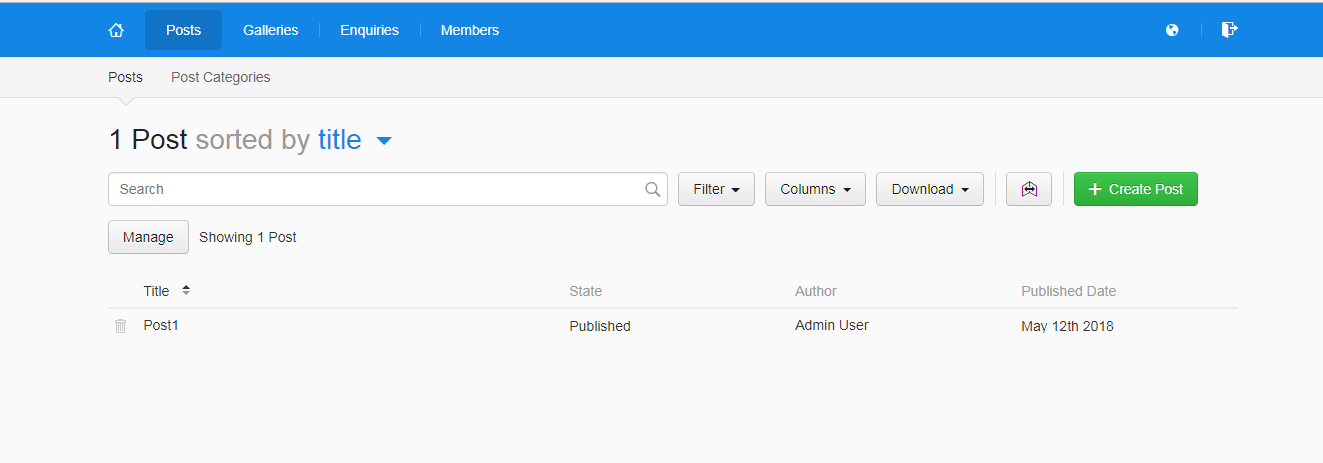 Posts Galleries Enquiries Members
Posts Post Categories
1 Post sorted by title
Search Filter Columns Download + Create Post
Manage Showing 1 Post
Title State Author Published Date
Post1 Published Admin User May 12th 2018